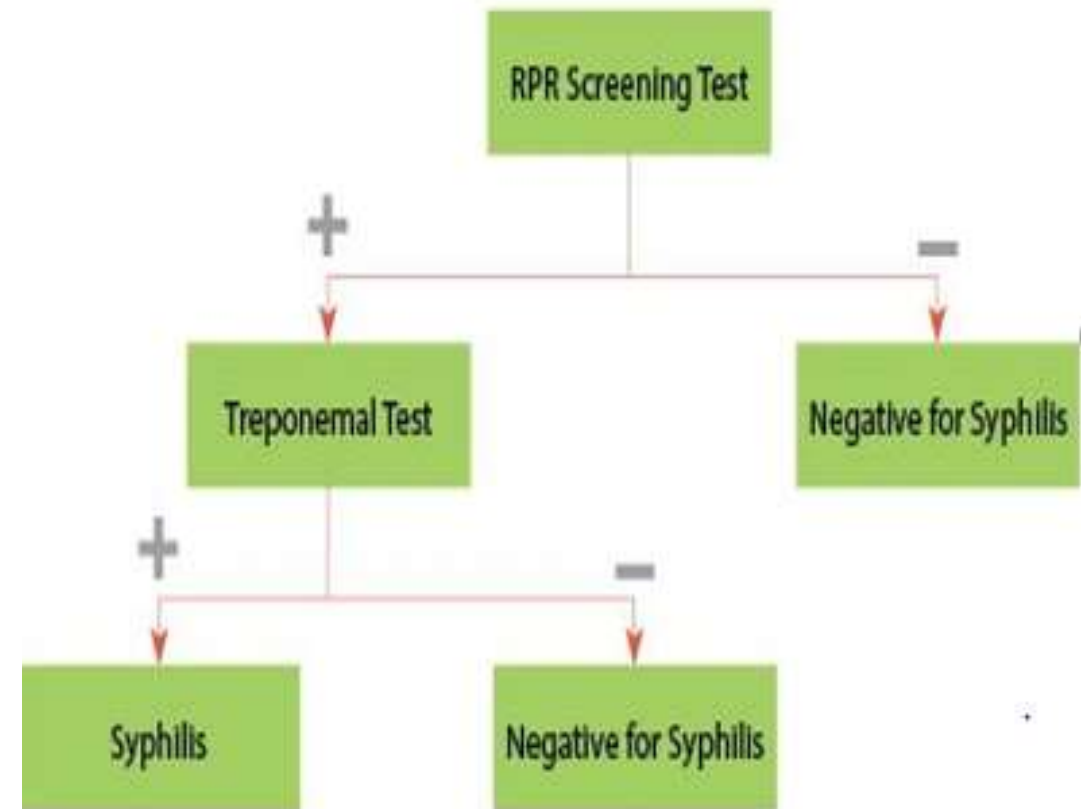 RPR Screening Test
+
−
Treponemal Test
Negative for Syphilis
+
−
Syphilis
Negative for Syphilis